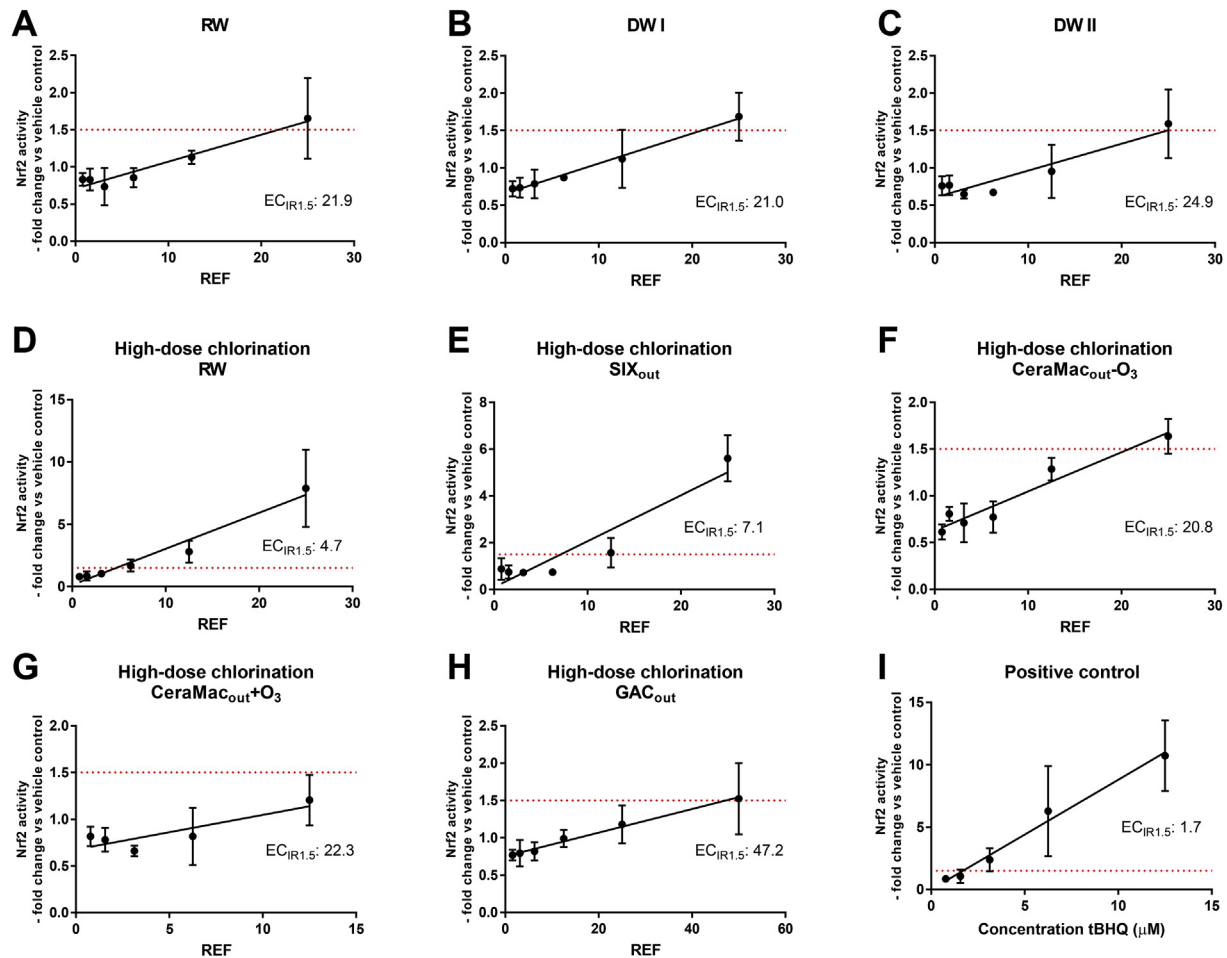 A
RW
Nrf2 activity
- fold change vs vehicle control
2.5
2.0
1.5
1.0
0.5
0.0
EC_IR1.5: 21.9
0 10 20 30
REF
B
DW I
Nrf2 activity
- fold change vs vehicle control
2.5
2.0
1.5
1.0
0.5
0.0
EC_IR1.5: 21.0
0 10 20 30
REF
C
DW II
Nrf2 activity
- fold change vs vehicle control
2.5
2.0
1.5
1.0
0.5
0.0
EC_IR1.5: 24.9
0 10 20 30
REF
D
High-dose chlorination
RW
Nrf2 activity
- fold change vs vehicle control
15
10
5
0
EC_IR1.5: 4.7
0 10 20 30
REF
E
High-dose chlorination
SIX_out
Nrf2 activity
- fold change vs vehicle control
8
6
4
2
0
EC_IR1.5: 7.1
0 10 20 30
REF
F
High-dose chlorination
CeraMac_out-O_3
Nrf2 activity
- fold change vs vehicle control
2.0
1.5
1.0
0.5
0.0
EC_IR1.5: 20.8
0 10 20 30
REF
G
High-dose chlorination
CeraMac_out+O_3
Nrf2 activity
- fold change vs vehicle control
2.0
1.5
1.0
0.5
0.0
EC_IR1.5: 22.3
0 5 10 15
REF
H
High-dose chlorination
GAC_out
Nrf2 activity
- fold change vs vehicle control
2.5
2.0
1.5
1.0
0.5
0.0
EC_IR1.5: 47.2
0 20 40 60
REF
I
Positive control
Nrf2 activity
- fold change vs vehicle control
15
10
5
0
EC_IR1.5: 1.7
0 5 10 15
Concentration tBHQ (μM)